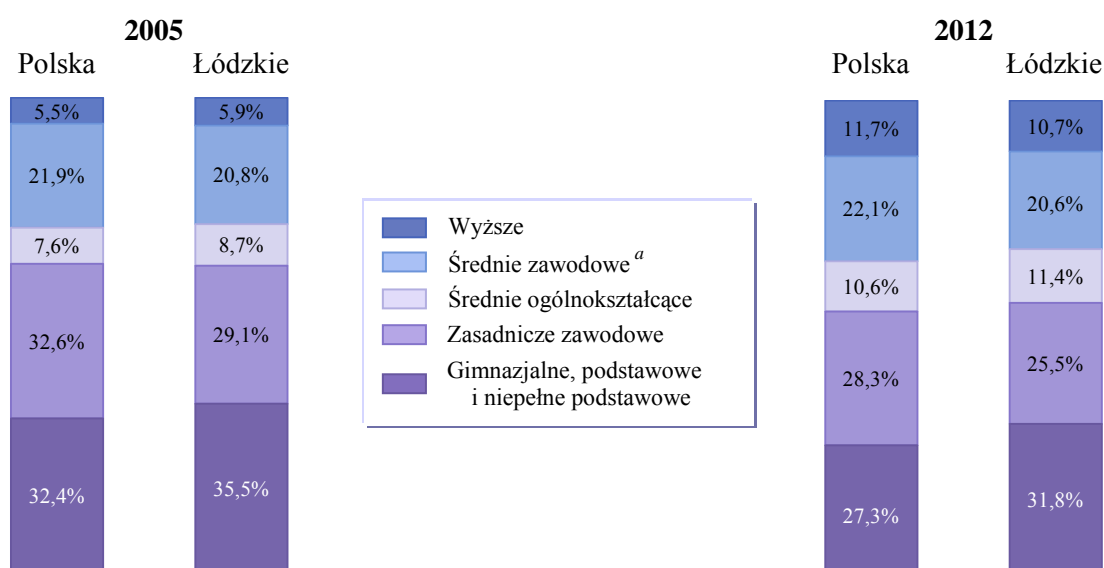 2005
Polska Łódzkie
5,5% 5,9%
21,9% 20,8%
7,6% 8,7%
32,6% 29,1%
32,4% 35,5%
Wyższe
Średnie zawodowe a
Średnie ogólnokształcące
Zasadnicze zawodowe
Gimnazjalne, podstawowe
i niepełne podstawowe
2012
Polska Łódzkie
11,7% 10,7%
22,1% 20,6%
10,6% 11,4%
28,3% 25,5%
27,3% 31,8%